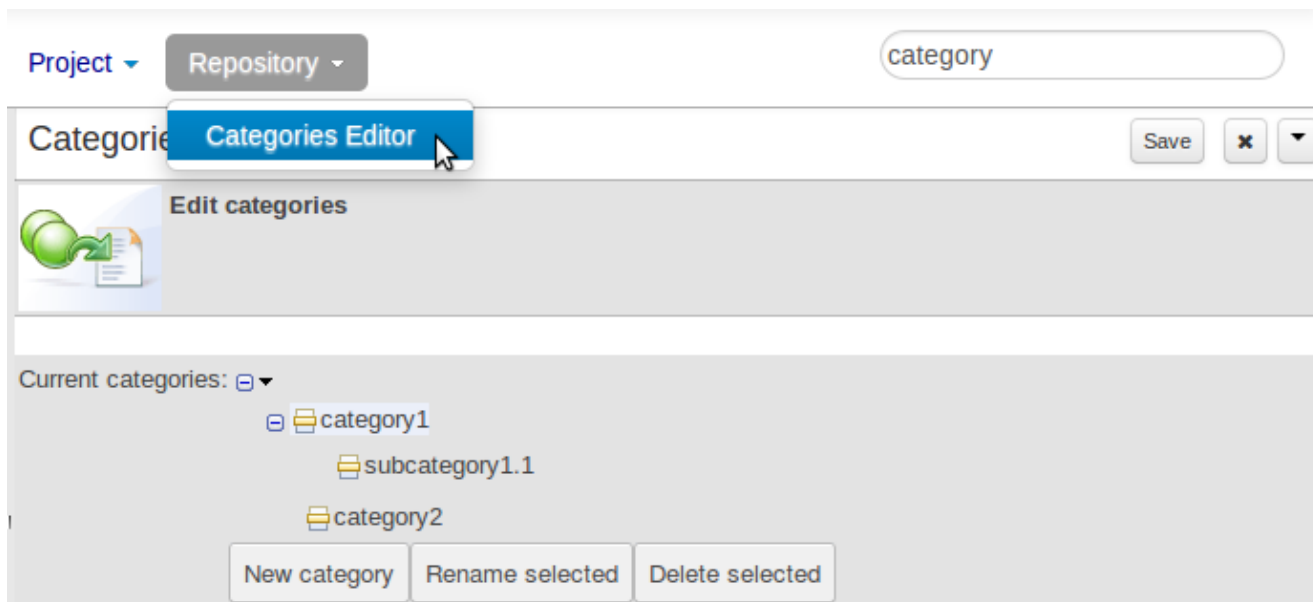 Project Repository category
Categories Editor
Categorie Save
Edit categories
Current categories:
category1
subcategory1.1
category2
New category Rename selected Delete selected